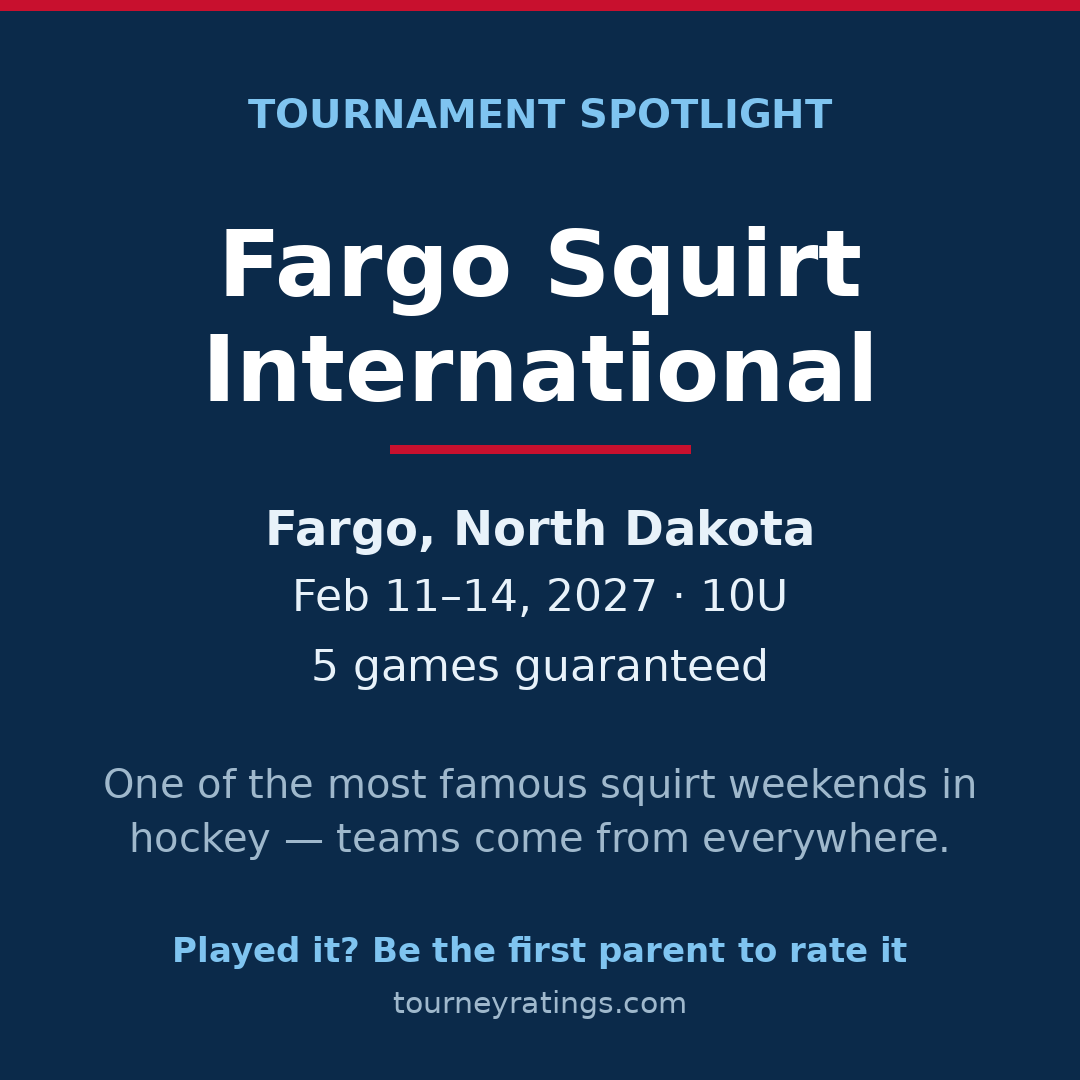 TOURNAMENT SPOTLIGHT
Fargo Squirt
International
Fargo, North Dakota
Feb 11–14, 2027 · 10U
5 games guaranteed
One of the most famous squirt weekends in
hockey — teams come from everywhere.
Played it? Be the first parent to rate it
tourneyratings.com